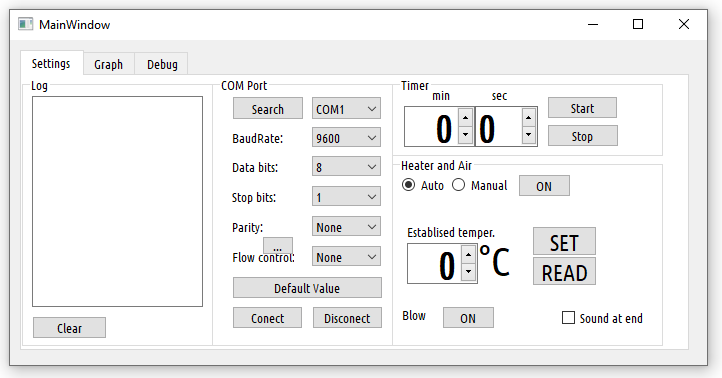 MainWindow
Settings Graph Debug
Log
Clear
COM Port
Search COM1
BaudRate: 9600
Data bits: 8
Stop bits: 1
Parity: None
...
Flow control: None
Default Value
Conect Disconect
Timer
min sec
0 0
Start
Stop
Heater and Air
Auto Manual ON
Establised temper.
0 °C
SET
READ
Blow ON
Sound at end